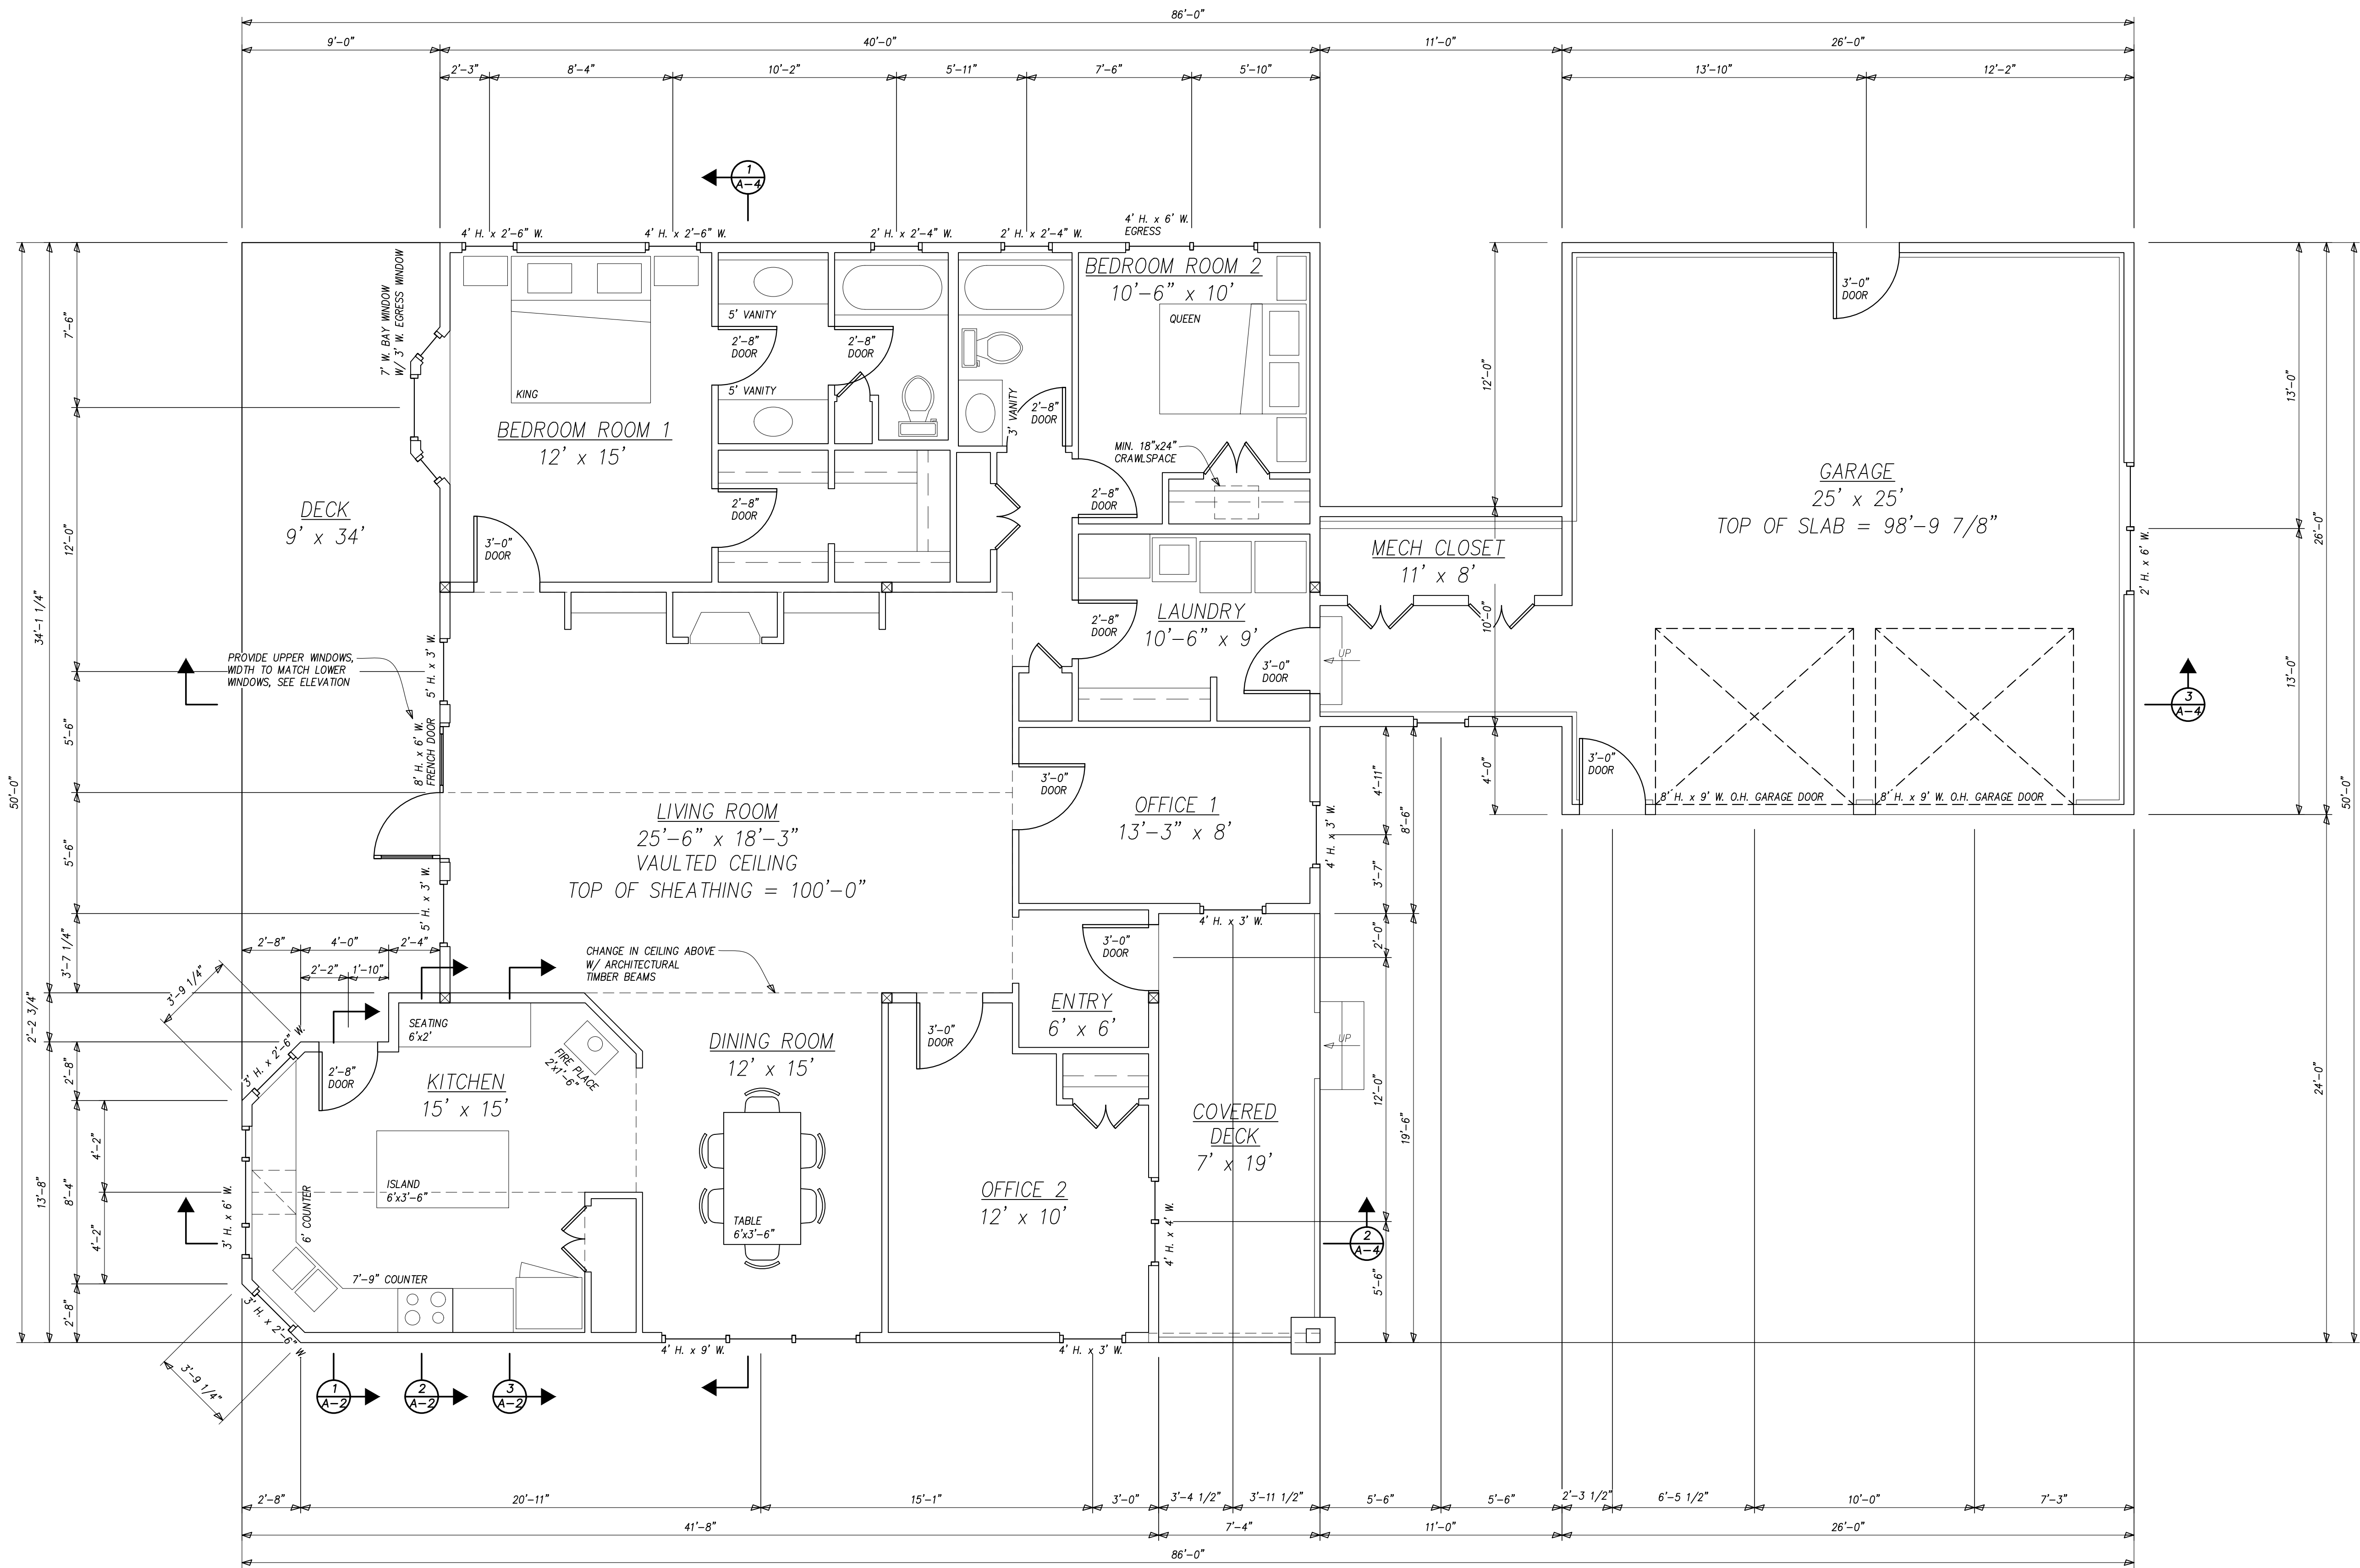 86'-0"
9'-0"
40'-0"
11'-0"
26'-0"
2'-3"
8'-4"
10'-2"
5'-11"
7'-6"
5'-10"
13'-10"
12'-2"
1
A-4
4' H. x 2'-6" W.
4' H. x 2'-6" W.
2' H. x 2'-4" W.
2' H. x 2'-4" W.
4' H. x 6' W.
EGRESS
7' W. BAY WINDOW
W/ 3' W. EGRESS WINDOW
KING
BEDROOM ROOM 1
12' x 15'
5' VANITY
2'-8"
DOOR
5' VANITY
2'-8"
DOOR
3' VANITY
2'-8"
DOOR
BEDROOM ROOM 2
10'-6" x 10'
QUEEN
MIN. 18"x24"
CRAWLSPACE
2'-8"
DOOR
2'-8"
DOOR
3'-0"
DOOR
DECK
9' x 34'
3'-0"
DOOR
GARAGE
25' x 25'
TOP OF SLAB = 98'-9 7/8"
MECH CLOSET
11' x 8'
LAUNDRY
10'-6" x 9'
2'-8"
DOOR
3'-0"
DOOR
UP
12'-0"
10'-0"
4'-0"
3'-0"
DOOR
8' H. x 9' W. O.H. GARAGE DOOR
8' H. x 9' W. O.H. GARAGE DOOR
2' H. x 6' W.
13'-0"
13'-0"
26'-0"
24'-0"
50'-0"
3
A-4
50'-0"
34'-1 1/4"
2'-2 3/4"
13'-8"
7'-6"
12'-0"
5'-6"
5'-6"
3'-7 1/4"
2'-8"
8'-4"
2'-8"
4'-2"
4'-2"
PROVIDE UPPER WINDOWS,
WIDTH TO MATCH LOWER
WINDOWS, SEE ELEVATION
5' H. x 3' W.
8' H. x 6' W.
FRENCH DOOR
5' H. x 3' W.
LIVING ROOM
25'-6" x 18'-3"
VAULTED CEILING
TOP OF SHEATHING = 100'-0"
3'-0"
DOOR
OFFICE 1
13'-3" x 8'
4' H. x 3' W.
4' H. x 3' W.
4'-11"
3'-7"
8'-6"
2'-0"
12'-0"
5'-6"
19'-6"
2'-8"
4'-0"
2'-4"
2'-2"
1'-10"
3'-9 1/4"
3' H. x 2'-6" W.
CHANGE IN CEILING ABOVE
W/ ARCHITECTURAL
TIMBER BEAMS
3'-0"
DOOR
ENTRY
6' x 6'
UP
SEATING
6'x2'
FIRE PLACE
2'x1'-6"
2'-8"
DOOR
KITCHEN
15' x 15'
DINING ROOM
12' x 15'
3'-0"
DOOR
COVERED
DECK
7' x 19'
ISLAND
6'x3'-6"
6' COUNTER
3' H. x 6' W.
TABLE
6'x3'-6"
OFFICE 2
12' x 10'
4' H. x 4' W.
2
A-4
7'-9" COUNTER
3' H. x 2'-6" W.
3'-9 1/4"
4' H. x 9' W.
4' H. x 3' W.
1
A-2
2
A-2
3
A-2
2'-8"
20'-11"
15'-1"
3'-0"
3'-4 1/2"
3'-11 1/2"
5'-6"
5'-6"
2'-3 1/2"
6'-5 1/2"
10'-0"
7'-3"
41'-8"
7'-4"
11'-0"
26'-0"
86'-0"